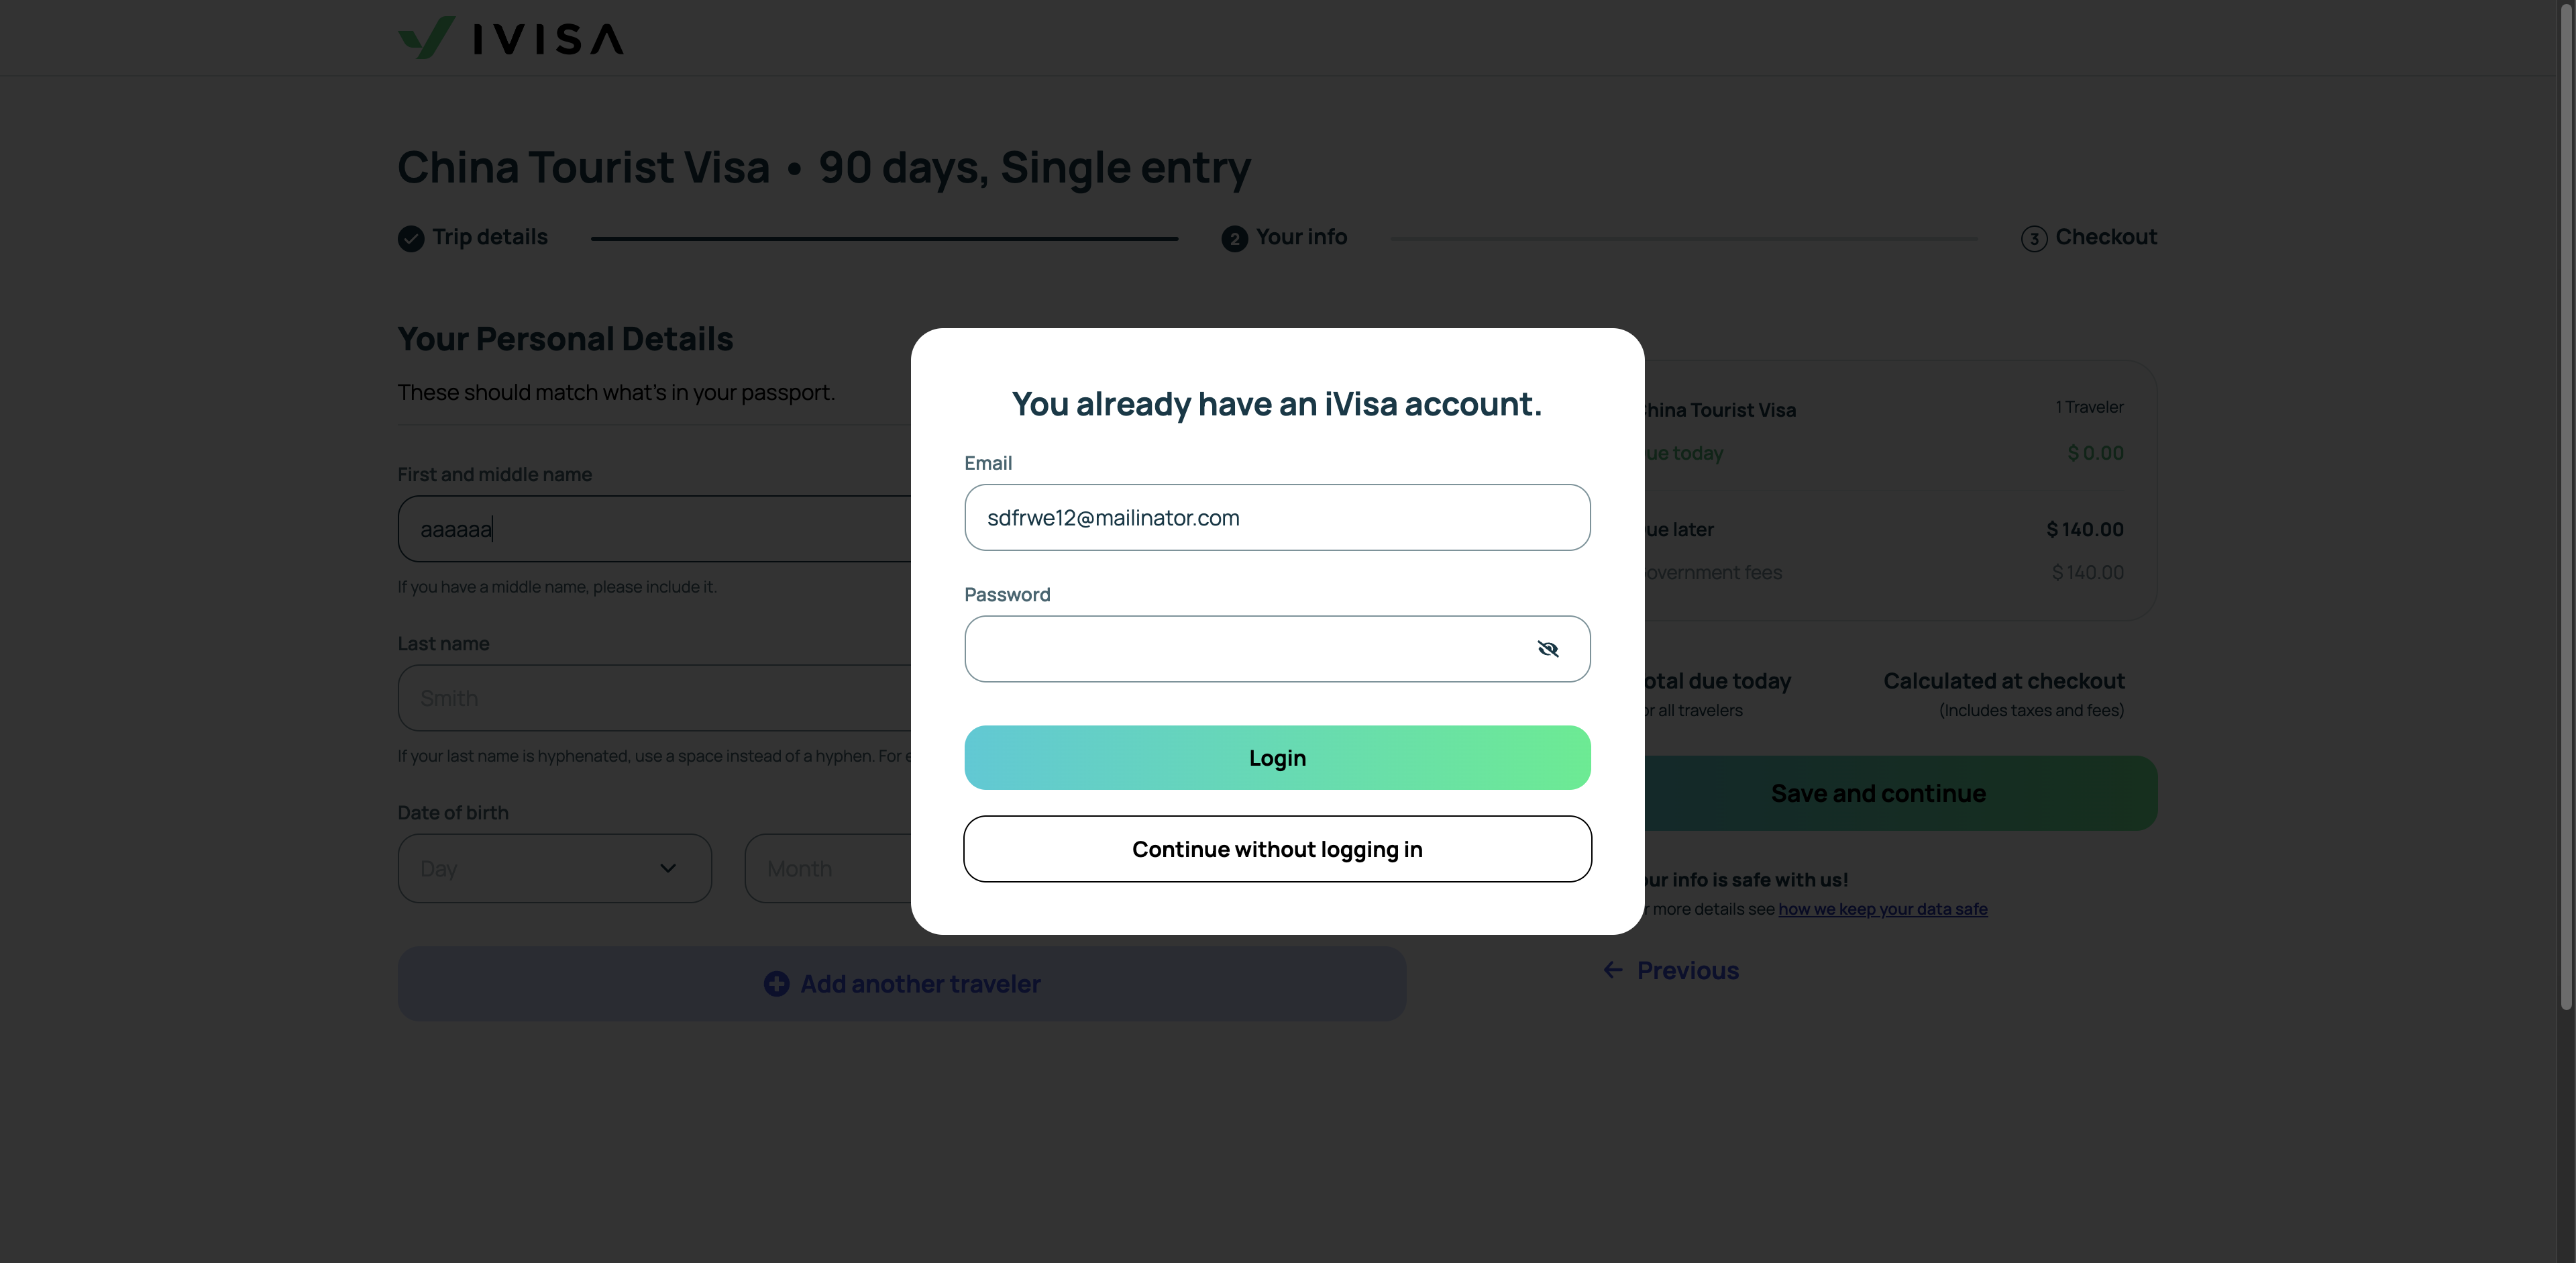 IVISA
China Tourist Visa • 90 days, Single entry
Trip details
2 Your info
3 Checkout
Your Personal Details
These should match what's in your passport.
First and middle name
aaaaaa
If you have a middle name, please include it.
Last name
Smith
If your last name is hyphenated, use a space instead of a hyphen. For e
Date of birth
Day
Month
Add another traveler
You already have an iVisa account.
Email
sdfrwe12@mailinator.com
Password
Login
Continue without logging in
hina Tourist Visa
1 Traveler
ue today
$ 0.00
ue later
$ 140.00
overnment fees
$ 140.00
otal due today
Calculated at checkout
or all travelers
(Includes taxes and fees)
Save and continue
our info is safe with us!
r more details see how we keep your data safe
Previous